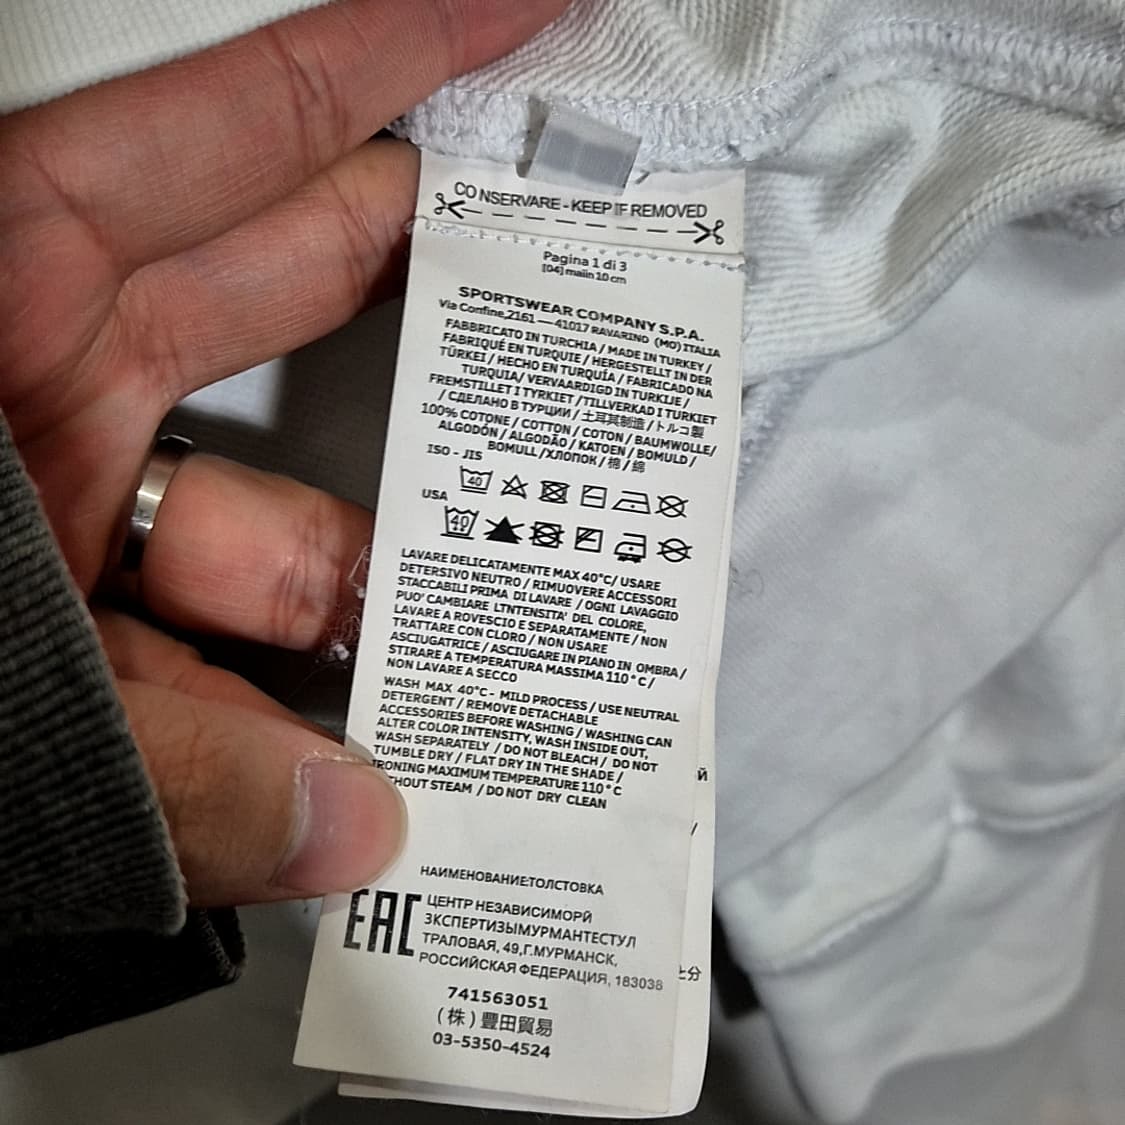 CO NSERVARE - KEEP IF REMOVED
Pagina 1 di 3
[04] maiin 10 cm
SPORTSWEAR COMPANY S.P.A.
Via Confine,2161 — 41017 RAVARINO (MO) ITALIA
FABBRICATO IN TURCHIA / MADE IN TURKEY /
FABRIQUÉ EN TURQUIE / HERGESTELLT IN DER
TÜRKEI / HECHO EN TURQUÍA / FABRICADO NA
TURQUIA/ VERVAARDIGD IN TURKIJE /
FREMSTILLET I TYRKIET /TILLVERKAD I TURKIET
/ СДЕЛАНО В ТУРЦИИ / 土耳其制造 / トルコ製
100% COTONE / COTTON / COTON / BAUMWOLLE/
ALGODÓN / ALGODÃO / KATOEN / BOMULD /
BOMULL /ХЛОПОК / 棉 / 綿
ISO - JIS
40
USA
40
LAVARE DELICATAMENTE MAX 40°C/ USARE
DETERSIVO NEUTRO / RIMUOVERE ACCESSORI
STACCABILI PRIMA DI LAVARE / OGNI LAVAGGIO
PUO' CAMBIARE LTNTENSITA' DEL COLORE,
LAVARE A ROVESCIO E SEPARATAMENTE / NON
TRATTARE CON CLORO / NON USARE
ASCIUGATRICE / ASCIUGARE IN PIANO IN OMBRA /
STIRARE A TEMPERATURA MASSIMA 110°C /
NON LAVARE A SECCO
WASH MAX 40°C - MILD PROCESS / USE NEUTRAL
DETERGENT / REMOVE DETACHABLE
ACCESSORIES BEFORE WASHING / WASHING CAN
ALTER COLOR INTENSITY, WASH INSIDE OUT,
WASH SEPARATELY / DO NOT BLEACH / DO NOT
TUMBLE DRY / FLAT DRY IN THE SHADE /
IRONING MAXIMUM TEMPERATURE 110°C
THOUT STEAM / DO NOT DRY CLEAN
НАИМЕНОВАНИЕ:ТОЛСТОВКА
EAC
ЦЕНТР НЕЗАВИСИМОРЙ
ЗКСПЕРТИЗЫМУРМАНТЕСТУЛ
ТРАЛОВАЯ, 49,Г.МУРМАНСК,
РОССИЙСКАЯ ФЕДЕРАЦИЯ, 183038
741563051
(株)豊田貿易
03-5350-4524